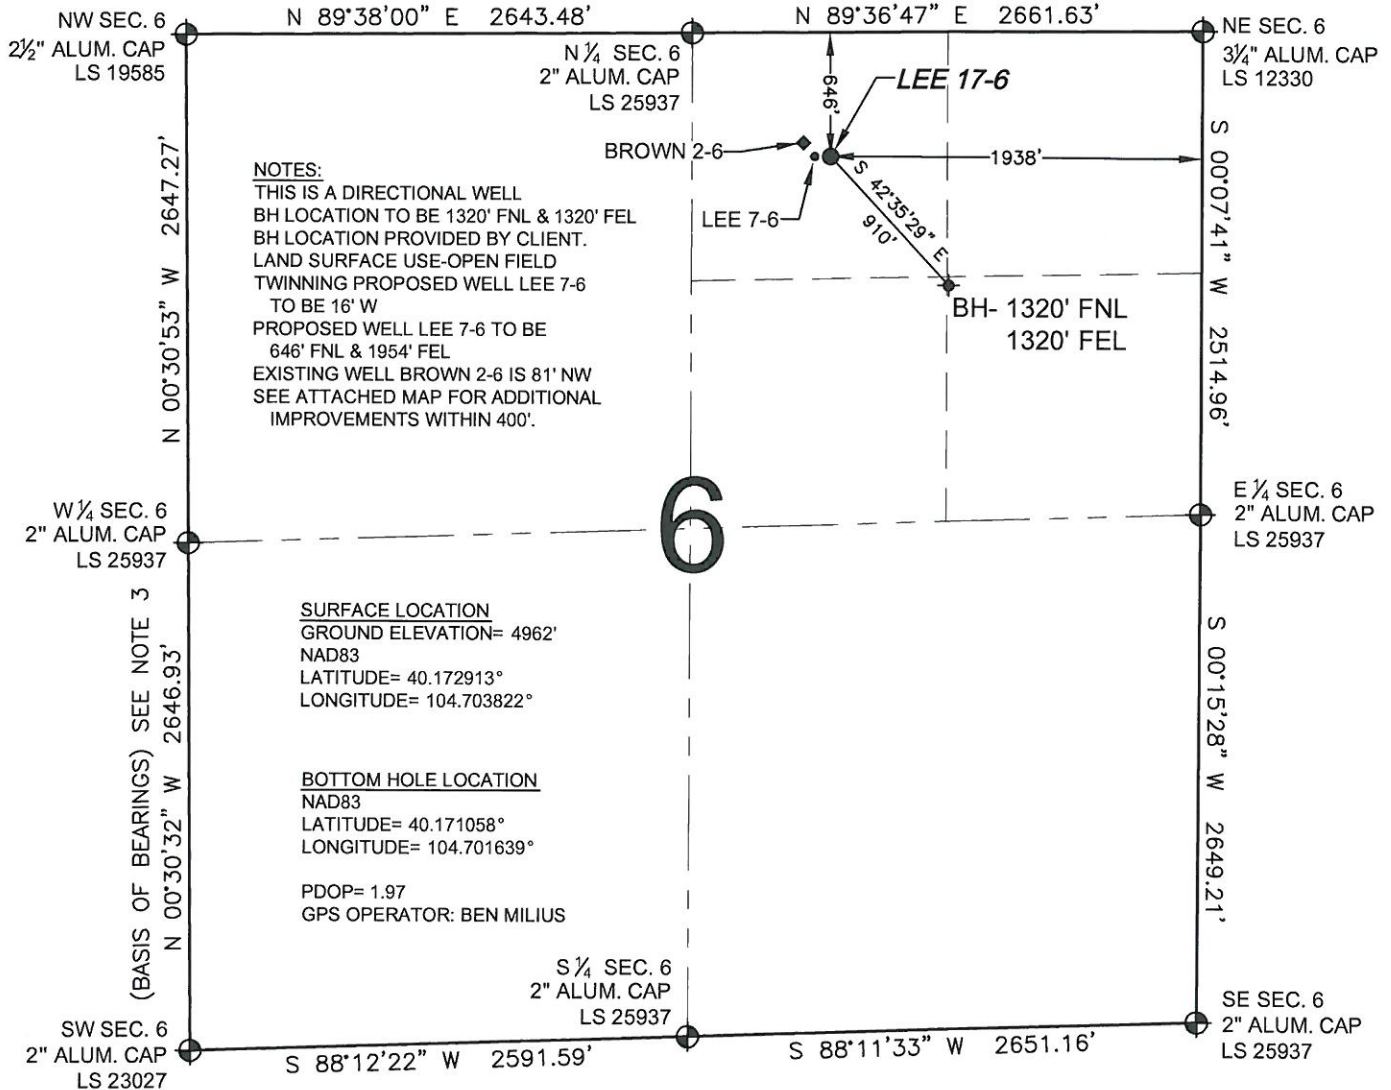 N 89°38'00" E 2643.48'
N 89°36'47" E 2661.63'
NW SEC. 6
2½" ALUM. CAP
LS 19585
N ¼ SEC. 6
2" ALUM. CAP
LS 25937
NE SEC. 6
3¼" ALUM. CAP
LS 12330
646'
LEE 17-6
BROWN 2-6
1938'
LEE 7-6
S 42°35'29" E
910'
BH- 1320' FNL
1320' FEL
N 00°30'53" W 2647.27'
S 00°07'41" W 2514.96'
NOTES:
THIS IS A DIRECTIONAL WELL
BH LOCATION TO BE 1320' FNL & 1320' FEL
BH LOCATION PROVIDED BY CLIENT.
LAND SURFACE USE-OPEN FIELD
TWINNING PROPOSED WELL LEE 7-6
TO BE 16' W
PROPOSED WELL LEE 7-6 TO BE
646' FNL & 1954' FEL
EXISTING WELL BROWN 2-6 IS 81' NW
SEE ATTACHED MAP FOR ADDITIONAL
IMPROVEMENTS WITHIN 400'.
W ¼ SEC. 6
2" ALUM. CAP
LS 25937
6
E ¼ SEC. 6
2" ALUM. CAP
LS 25937
(BASIS OF BEARINGS) SEE NOTE 3
N 00°30'32" W 2646.93'
SURFACE LOCATION
GROUND ELEVATION= 4962'
NAD83
LATITUDE= 40.172913°
LONGITUDE= 104.703822°
BOTTOM HOLE LOCATION
NAD83
LATITUDE= 40.171058°
LONGITUDE= 104.701639°
PDOP= 1.97
GPS OPERATOR: BEN MILIUS
S 00°15'28" W 2649.21'
S ¼ SEC. 6
2" ALUM. CAP
LS 25937
SW SEC. 6
2" ALUM. CAP
LS 23027
S 88°12'22" W 2591.59'
S 88°11'33" W 2651.16'
SE SEC. 6
2" ALUM. CAP
LS 25937